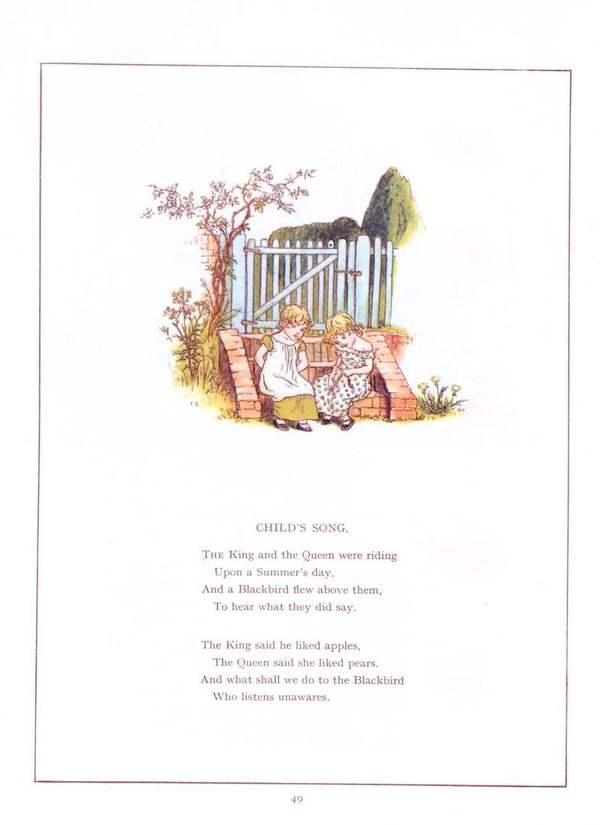 CHILD'S SONG.
THE King and the Queen were riding
Upon a Summer's day,
And a Blackbird flew above them,
To hear what they did say.
The King said he liked apples,
The Queen said she liked pears.
And what shall we do to the Blackbird
Who listens unawares.
49